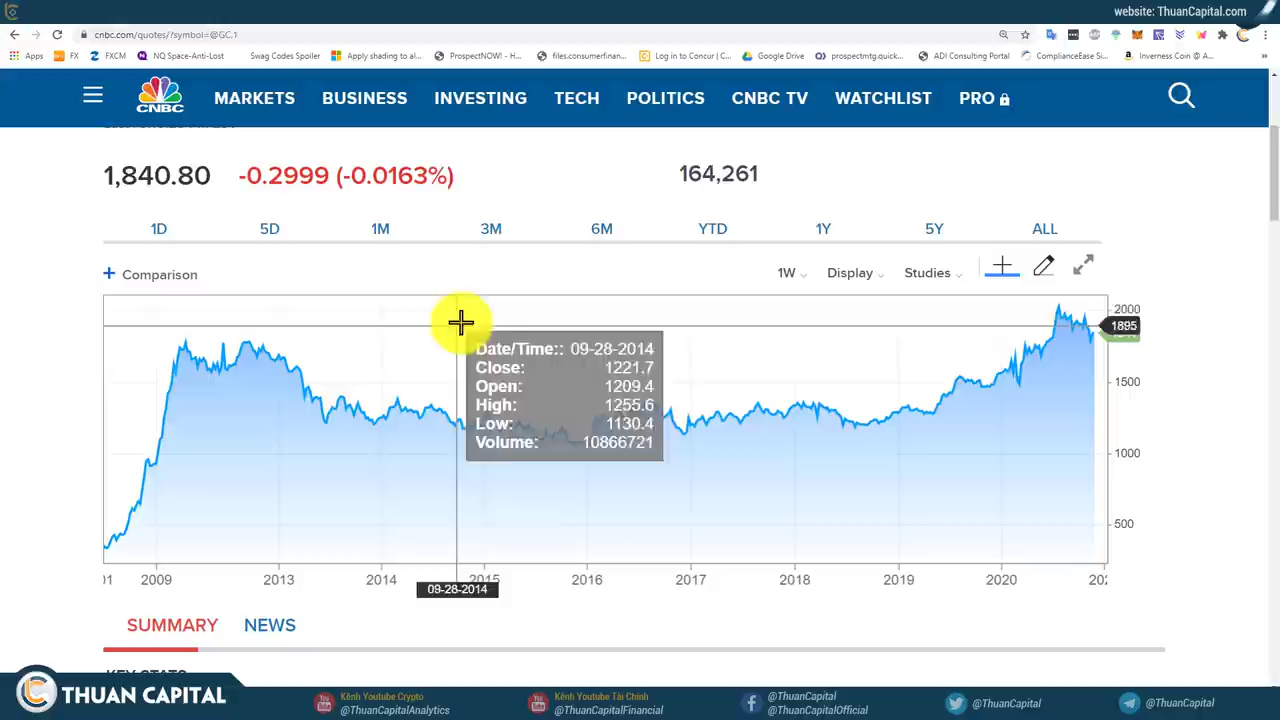 website: ThuanCapital.com
cnbc.com/quotes//?symbol=@GC.1
Apps
FX
FXCM
NQ Space-Anti-Lost
Swag Codes Spoiler
Apply shading to al...
ProspectNOW! - H...
files.consumerfinan...
Log in to Concur | C...
Google Drive
prospectmtg.quick...
ADI Consulting Portal
ComplianceEase Si...
Inverness Coin @ A...
CNBC
MARKETS
BUSINESS
INVESTING
TECH
POLITICS
CNBC TV
WATCHLIST
PRO
1,840.80
-0.2999 (-0.0163%)
164,261
1D
5D
1M
3M
6M
YTD
1Y
5Y
ALL
+ Comparison
1W
Display
Studies
2000
1895
1500
1000
500
Date/Time:: 09-28-2014
Close: 1221.7
Open: 1209.4
High: 1255.6
Low: 1130.4
Volume: 10866721
2009
2013
2014
2015
2016
2017
2018
2019
2020
09-28-2014
SUMMARY
NEWS
KEY STATS
THUAN CAPITAL
Kênh Youtube Crypto
@ThuanCapitalAnalytics
Kênh Youtube Tài Chính
@ThuanCapitalFinancial
@ThuanCapital
@ThuanCapitalOfficial
@ThuanCapital
@ThuanCapital